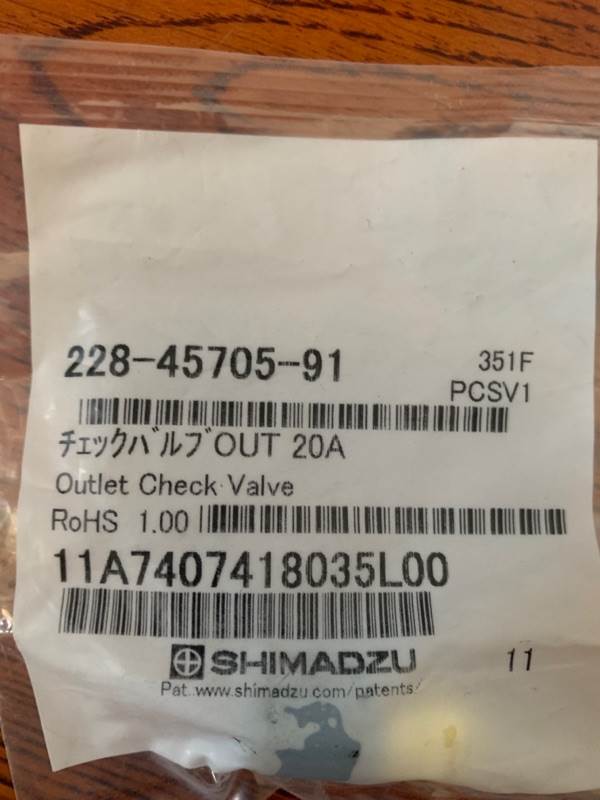 228-45705-91
351F
PCSV1
チェックバルブOUT 20A
Outlet Check Valve
RoHS 1.00
11A7407418035L00
SHIMADZU
11
Pat. www.shimadzu.com/patents/